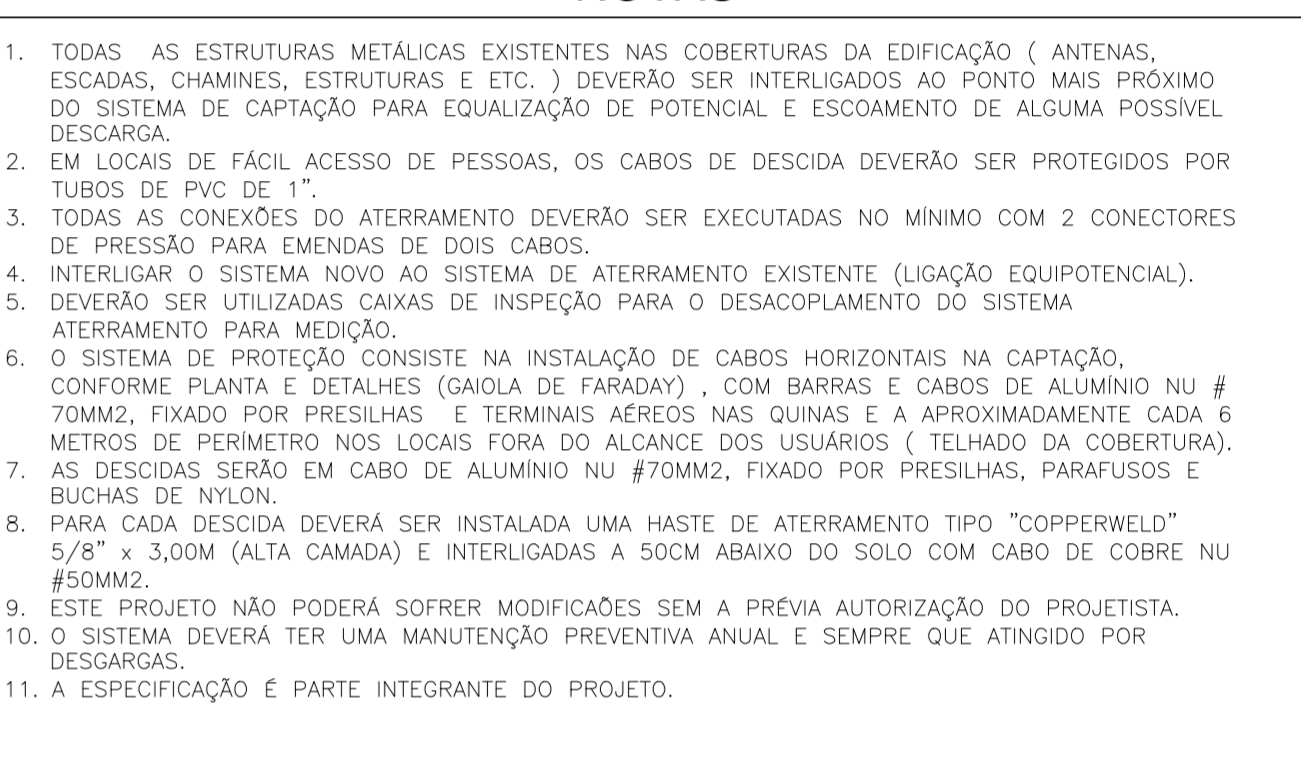 1. TODAS AS ESTRUTURAS METÁLICAS EXISTENTES NAS COBERTURAS DA EDIFICAÇÃO ( ANTENAS,
ESCADAS, CHAMINES, ESTRUTURAS E ETC. ) DEVERÃO SER INTERLIGADOS AO PONTO MAIS PRÓXIMO
DO SISTEMA DE CAPTAÇÃO PARA EQUALIZAÇÃO DE POTENCIAL E ESCOAMENTO DE ALGUMA POSSÍVEL
DESCARGA.
2. EM LOCAIS DE FÁCIL ACESSO DE PESSOAS, OS CABOS DE DESCIDA DEVERÃO SER PROTEGIDOS POR
TUBOS DE PVC DE 1".
3. TODAS AS CONEXÕES DO ATERRAMENTO DEVERÃO SER EXECUTADAS NO MÍNIMO COM 2 CONECTORES
DE PRESSÃO PARA EMENDAS DE DOIS CABOS.
4. INTERLIGAR O SISTEMA NOVO AO SISTEMA DE ATERRAMENTO EXISTENTE (LIGAÇÃO EQUIPOTENCIAL).
5. DEVERÃO SER UTILIZADAS CAIXAS DE INSPEÇÃO PARA O DESACOPLAMENTO DO SISTEMA
ATERRAMENTO PARA MEDIÇÃO.
6. O SISTEMA DE PROTEÇÃO CONSISTE NA INSTALAÇÃO DE CABOS HORIZONTAIS NA CAPTAÇÃO,
CONFORME PLANTA E DETALHES (GAIOLA DE FARADAY) , COM BARRAS E CABOS DE ALUMÍNIO NU #
70MM2, FIXADO POR PRESILHAS E TERMINAIS AÉREOS NAS QUINAS E A APROXIMADAMENTE CADA 6
METROS DE PERÍMETRO NOS LOCAIS FORA DO ALCANCE DOS USUÁRIOS ( TELHADO DA COBERTURA).
7. AS DESCIDAS SERÃO EM CABO DE ALUMÍNIO NU #70MM2, FIXADO POR PRESILHAS, PARAFUSOS E
BUCHAS DE NYLON.
8. PARA CADA DESCIDA DEVERÁ SER INSTALADA UMA HASTE DE ATERRAMENTO TIPO "COPPERWELD"
5/8" x 3,00M (ALTA CAMADA) E INTERLIGADAS A 50CM ABAIXO DO SOLO COM CABO DE COBRE NU
#50MM2.
9. ESTE PROJETO NÃO PODERÁ SOFRER MODIFICAÕES SEM A PRÉVIA AUTORIZAÇÃO DO PROJETISTA.
10. O SISTEMA DEVERÁ TER UMA MANUTENÇÃO PREVENTIVA ANUAL E SEMPRE QUE ATINGIDO POR
DESGARGAS.
11. A ESPECIFICAÇÃO É PARTE INTEGRANTE DO PROJETO.